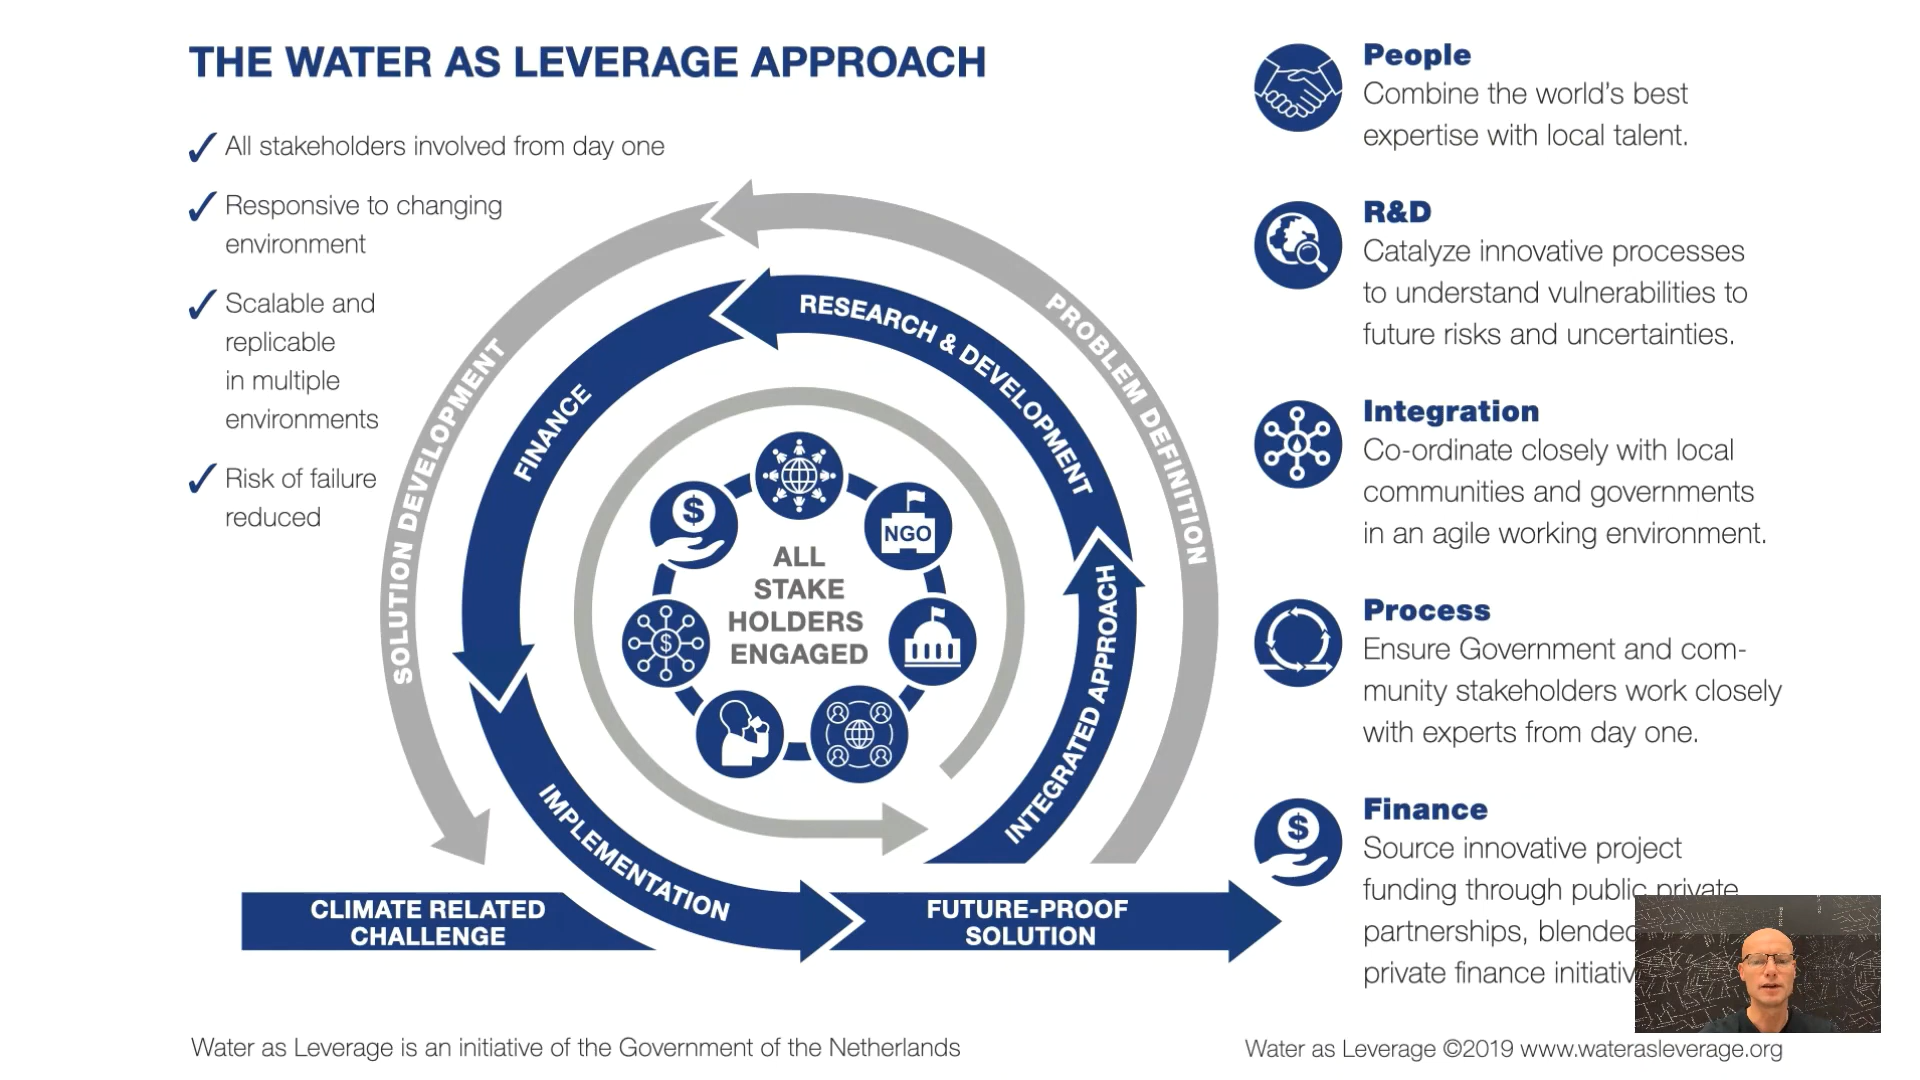 THE WATER AS LEVERAGE APPROACH
✓ All stakeholders involved from day one
✓ Responsive to changing
environment
✓ Scalable and
replicable
in multiple
environments
✓ Risk of failure
reduced
SOLUTION DEVELOPMENT
PROBLEM DEFINITION
FINANCE
RESEARCH & DEVELOPMENT
INTEGRATED APPROACH
IMPLEMENTATION
$
NGO
$
ALL
STAKE
HOLDERS
ENGAGED
CLIMATE RELATED
CHALLENGE
FUTURE-PROOF
SOLUTION
People
Combine the world's best
expertise with local talent.
R&D
Catalyze innovative processes
to understand vulnerabilities to
future risks and uncertainties.
Integration
Co-ordinate closely with local
communities and governments
in an agile working environment.
Process
Ensure Government and com-
munity stakeholders work closely
with experts from day one.
$
Finance
Source innovative project
funding through public private
partnerships, blended
private finance
Water as Leverage is an initiative of the Government of the Netherlands
Water as Leverage ©2019 www.waterasleverage.org